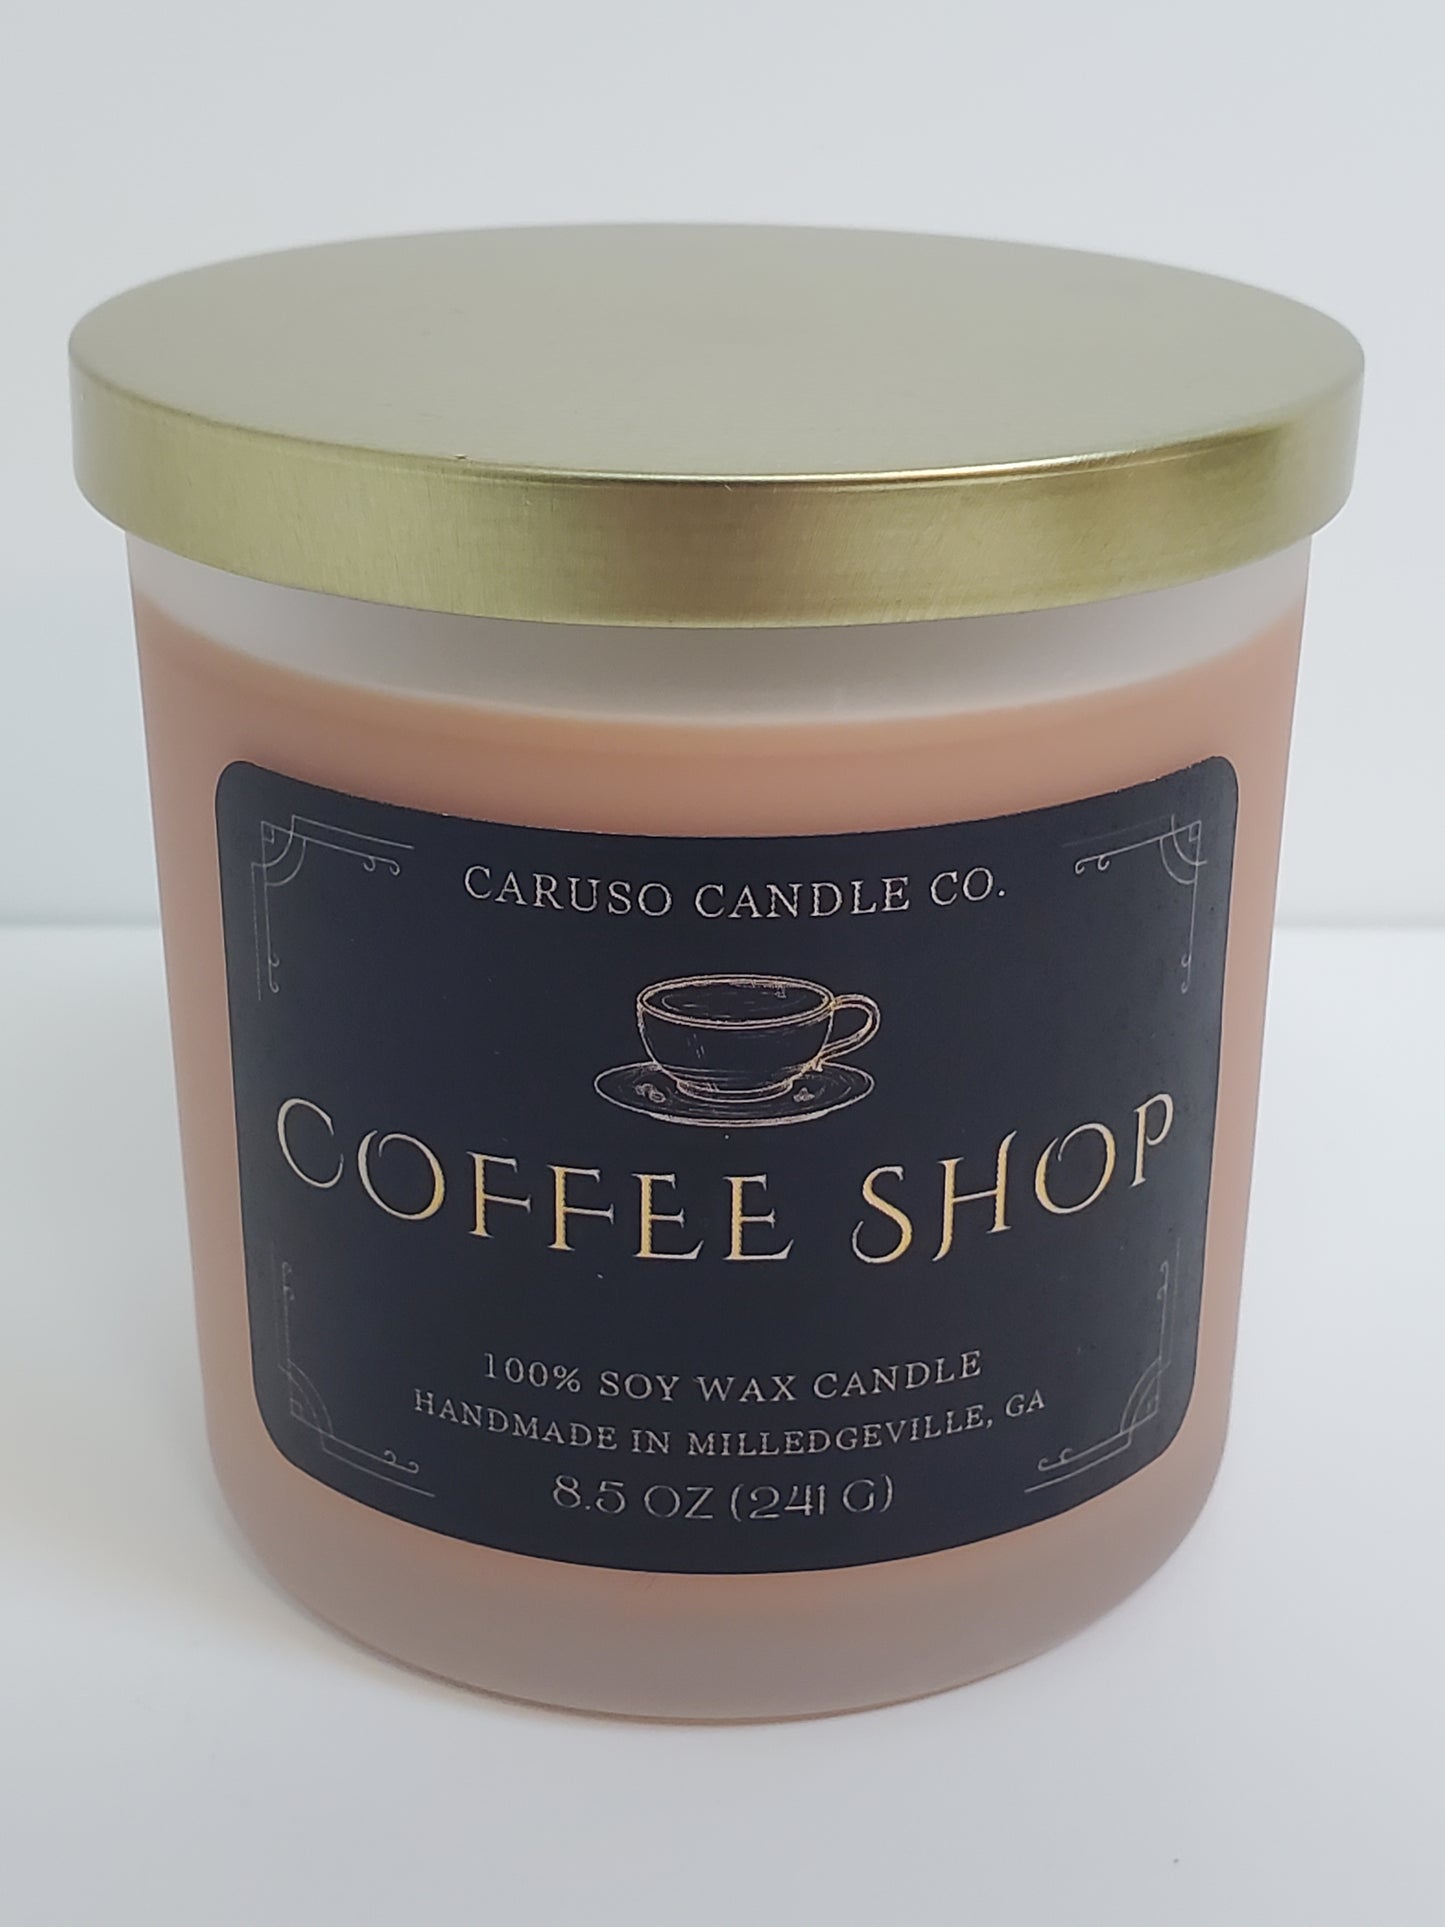 CARUSO CANDLE CO.
COFFEE SHOP
100% SOY WAX CANDLE
HANDMADE IN MILLEDGEVILLE, GA
8.5 OZ (241 G)